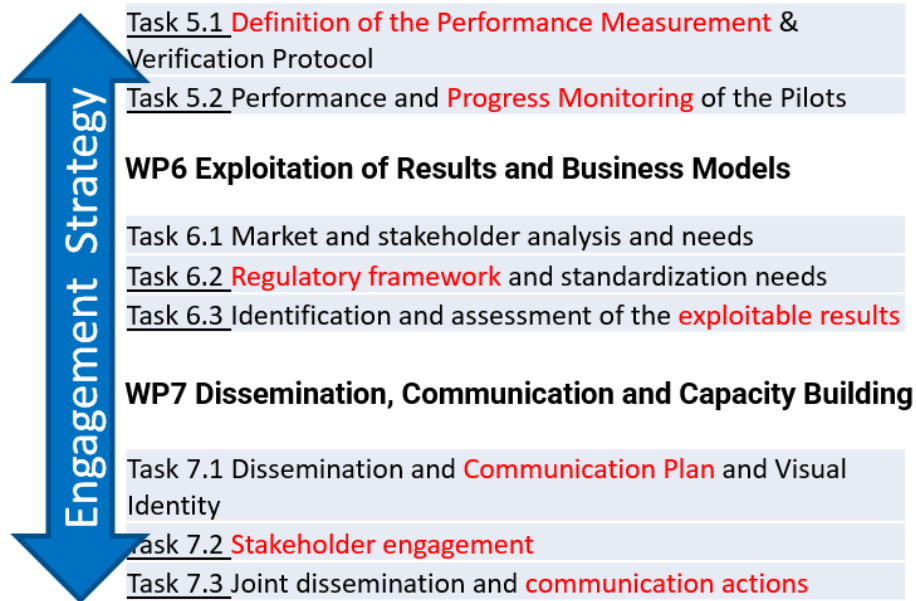 Engagement Strategy
Task 5.1 Definition of the Performance Measurement &
Verification Protocol
Task 5.2 Performance and Progress Monitoring of the Pilots
WP6 Exploitation of Results and Business Models
Task 6.1 Market and stakeholder analysis and needs
Task 6.2 Regulatory framework and standardization needs
Task 6.3 Identification and assessment of the exploitable results
WP7 Dissemination, Communication and Capacity Building
Task 7.1 Dissemination and Communication Plan and Visual
Identity
Task 7.2 Stakeholder engagement
Task 7.3 Joint dissemination and communication actions